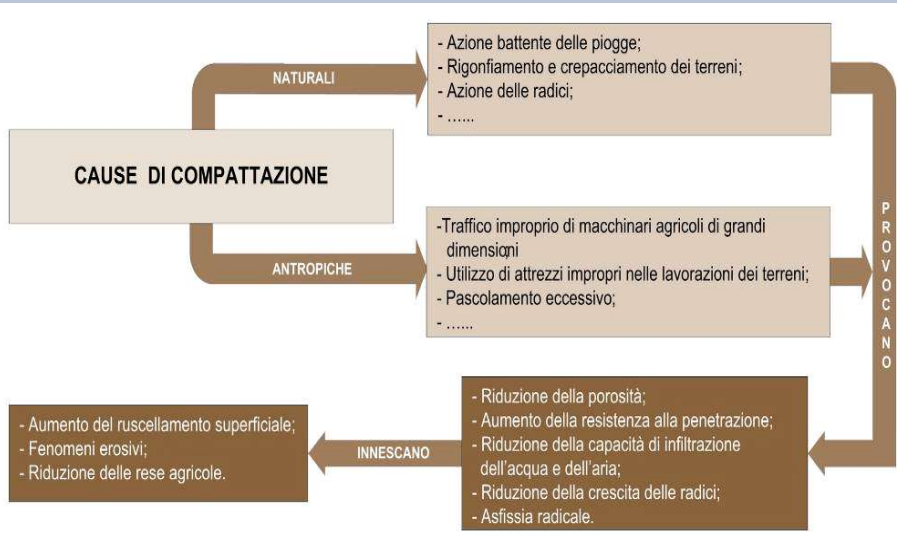 CAUSE DI COMPATTAZIONE
NATURALI
- Azione battente delle piogge;
- Rigonfiamento e crepacciamento dei terreni;
- Azione delle radici;
- …...
ANTROPICHE
-Traffico improprio di macchinari agricoli di grandi
dimensioni;
- Utilizzo di attrezzi impropri nelle lavorazioni dei terreni;
- Pascolamento eccessivo;
- …...
PROVOCANO
- Riduzione della porosità;
- Aumento della resistenza alla penetrazione;
- Riduzione della capacità di infiltrazione
dell'acqua e dell'aria;
- Riduzione della crescita delle radici;
- Asfissia radicale.
INNESCANO
- Aumento del ruscellamento superficiale;
- Fenomeni erosivi;
- Riduzione delle rese agricole.